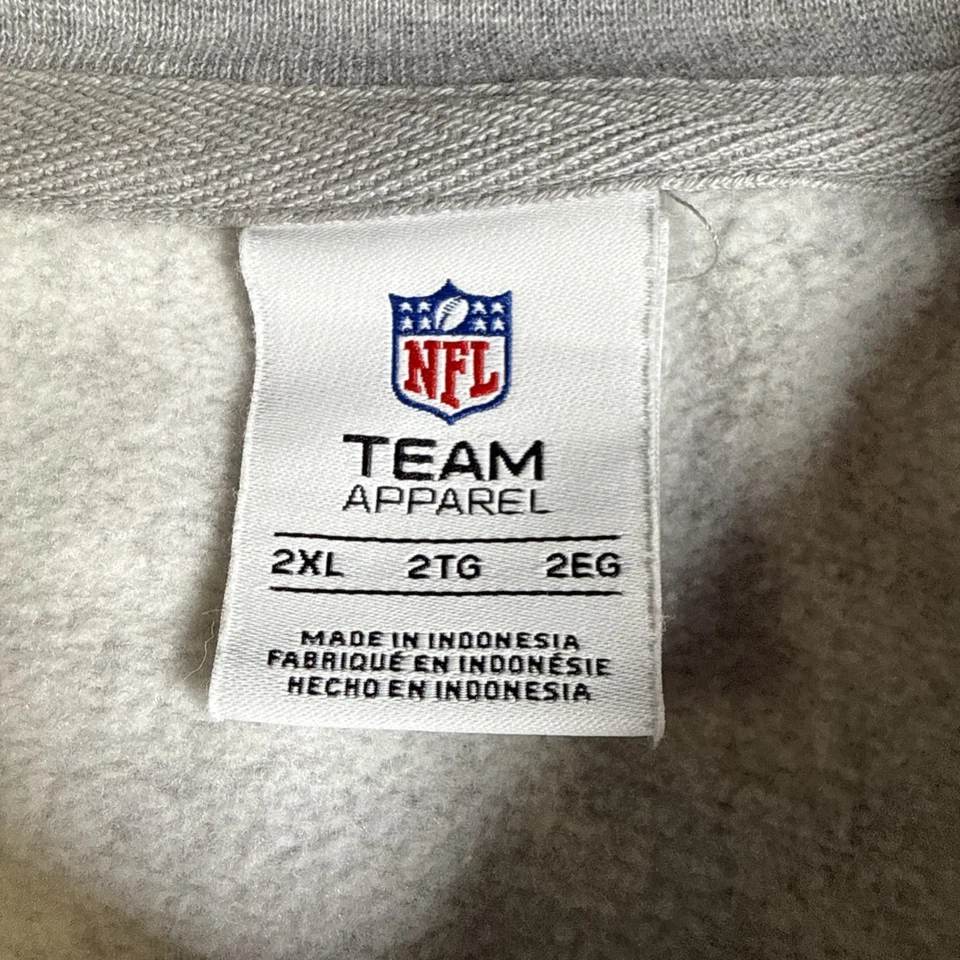 NFL
TEAM
APPAREL
2XL 2TG 2EG
MADE IN INDONESIA
FABRIQUÉ EN INDONÉSIE
HECHO EN INDONESIA